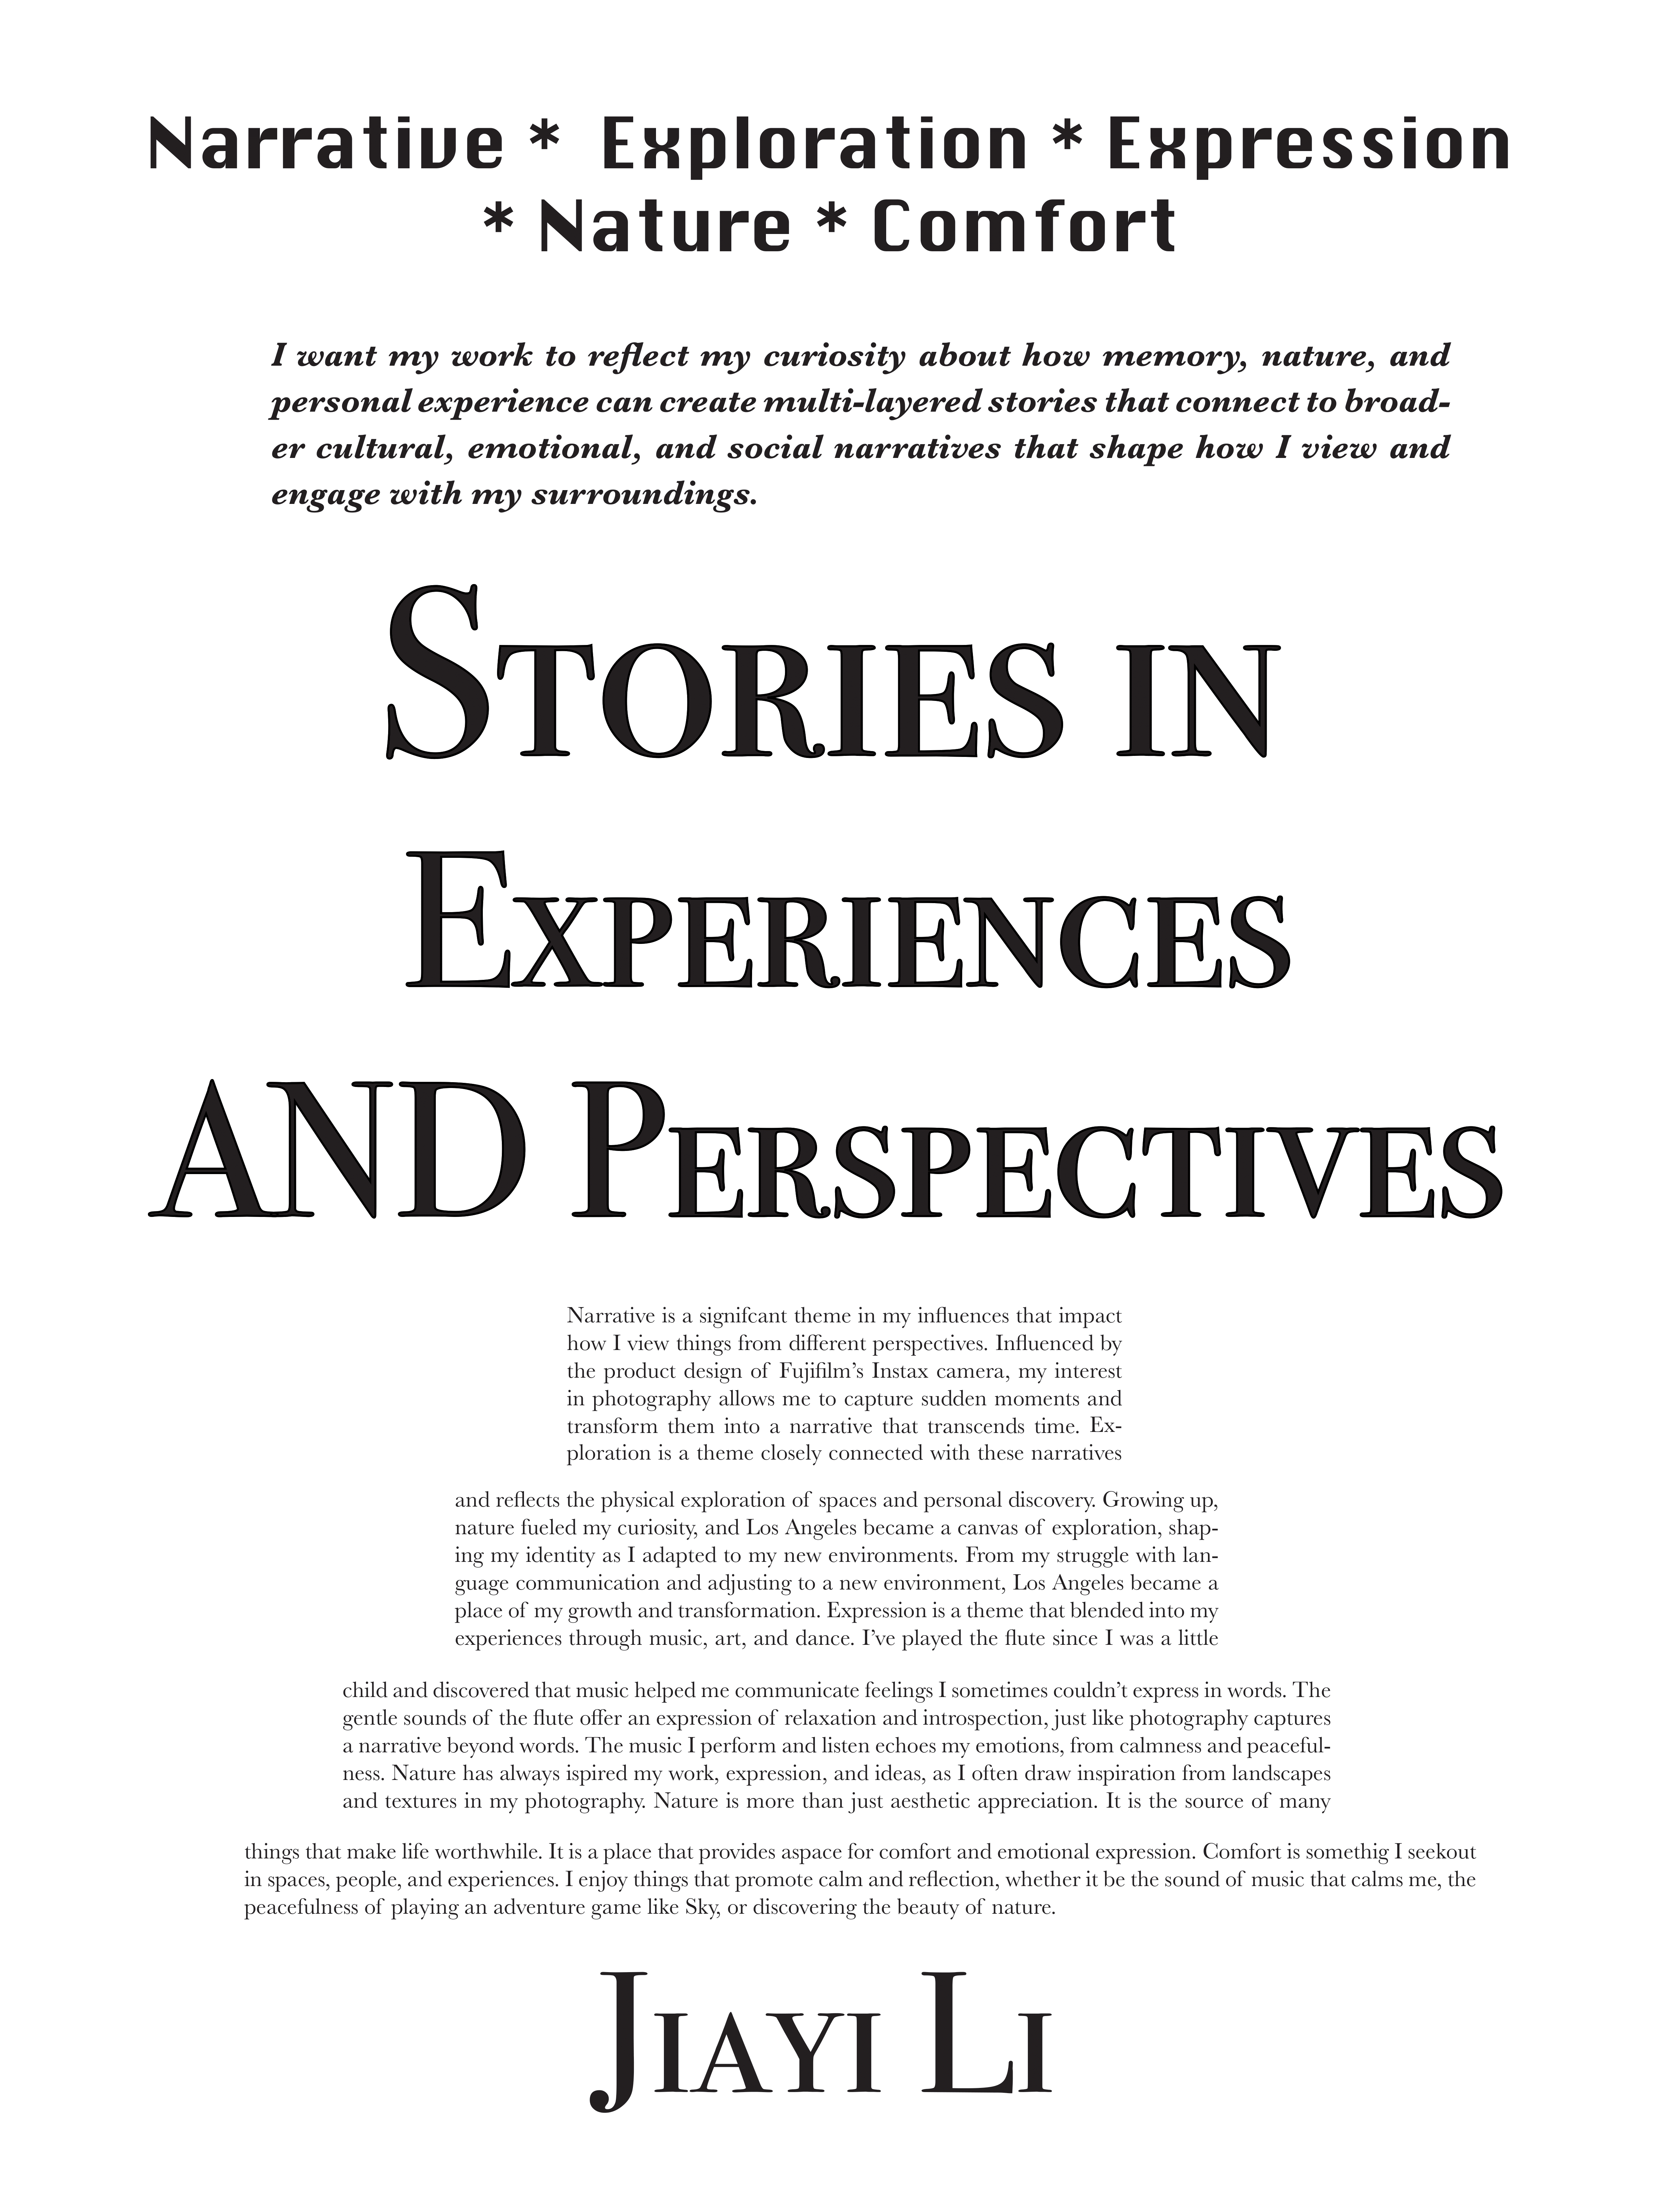 Narrative * Exploration * Expression
* Nature * Comfort
I want my work to reflect my curiosity about how memory, nature, and
personal experience can create multi-layered stories that connect to broad-
er cultural, emotional, and social narratives that shape how I view and
engage with my surroundings.
Stories in
Experiences
AND Perspectives
Narrative is a signifcant theme in my influences that impact
how I view things from different perspectives. Influenced by
the product design of Fujifilm's Instax camera, my interest
in photography allows me to capture sudden moments and
transform them into a narrative that transcends time. Ex-
ploration is a theme closely connected with these narratives
and reflects the physical exploration of spaces and personal discovery. Growing up,
nature fueled my curiosity, and Los Angeles became a canvas of exploration, shap-
ing my identity as I adapted to my new environments. From my struggle with lan-
guage communication and adjusting to a new environment, Los Angeles became a
place of my growth and transformation. Expression is a theme that blended into my
experiences through music, art, and dance. I've played the flute since I was a little
child and discovered that music helped me communicate feelings I sometimes couldn't express in words. The
gentle sounds of the flute offer an expression of relaxation and introspection, just like photography captures
a narrative beyond words. The music I perform and listen echoes my emotions, from calmness and peaceful-
ness. Nature has always ispired my work, expression, and ideas, as I often draw inspiration from landscapes
and textures in my photography. Nature is more than just aesthetic appreciation. It is the source of many
things that make life worthwhile. It is a place that provides aspace for comfort and emotional expression. Comfort is somethig I seekout
in spaces, people, and experiences. I enjoy things that promote calm and reflection, whether it be the sound of music that calms me, the
peacefulness of playing an adventure game like Sky, or discovering the beauty of nature.
Jiayi Li